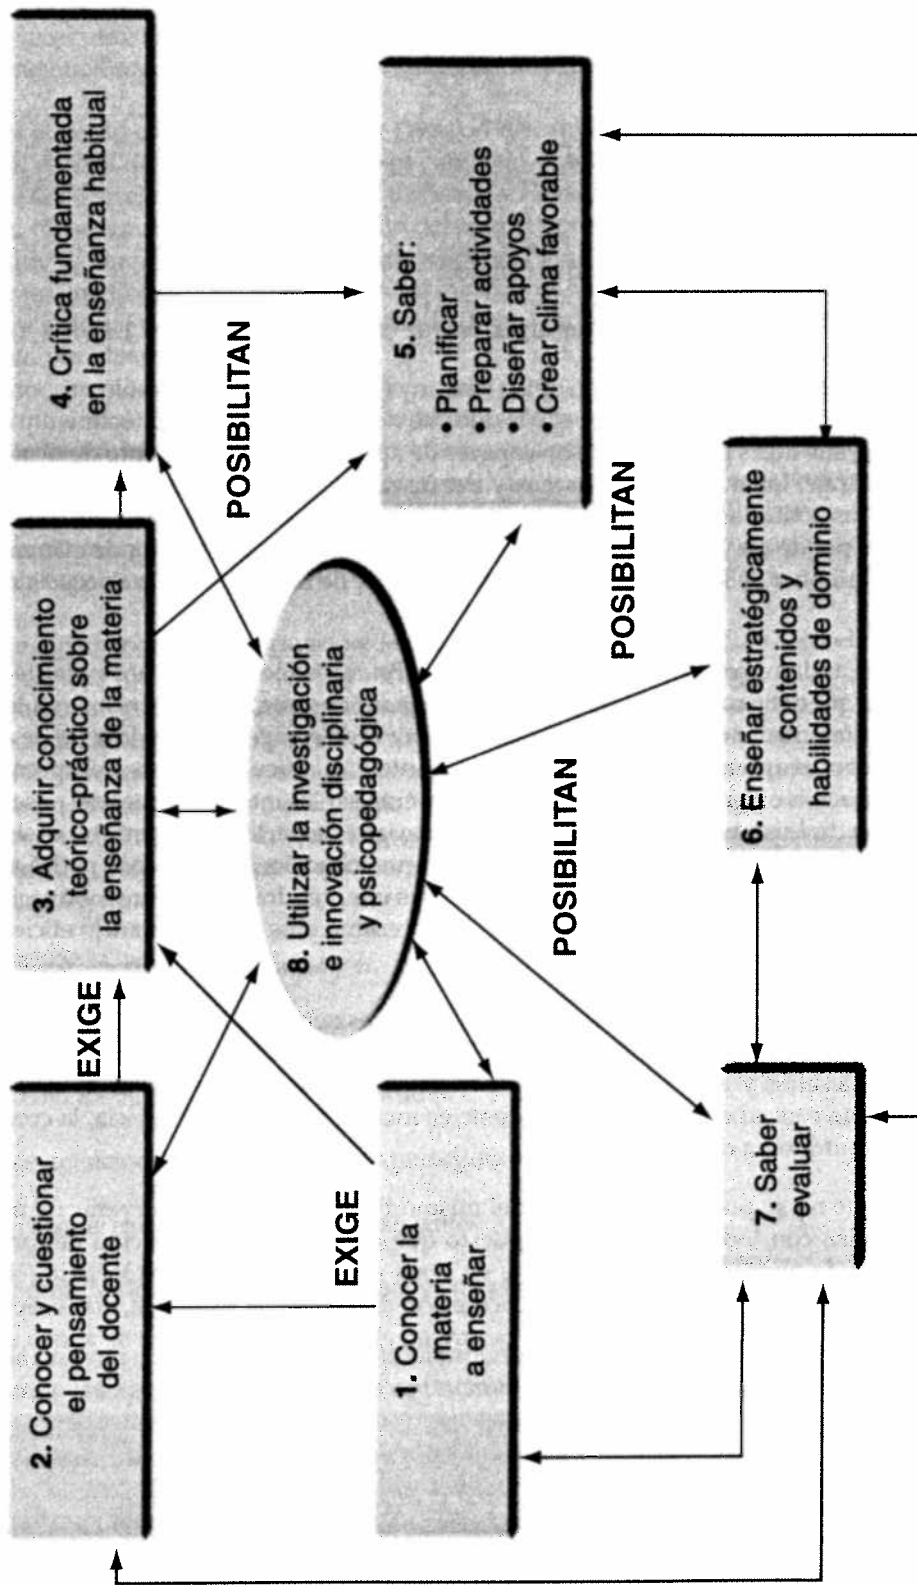 2. Conocer y cuestionar
el pensamiento
del docente
EXIGE
3. Adquirir conocimiento
teórico-práctico sobre
la enseñanza de la materia
4. Crítica fundamentada
en la enseñanza habitual
POSIBILITAN
EXIGE
8. Utilizar la investigación
e innovación disciplinaria
y psicopedagógica
1. Conocer la
materia
a enseñar
5. Saber:
• Planificar
• Preparar actividades
• Diseñar apoyos
• Crear clima favorable
POSIBILITAN
POSIBILITAN
7. Saber
evaluar
6. Enseñar estratégicamente
contenidos y
habilidades de dominio